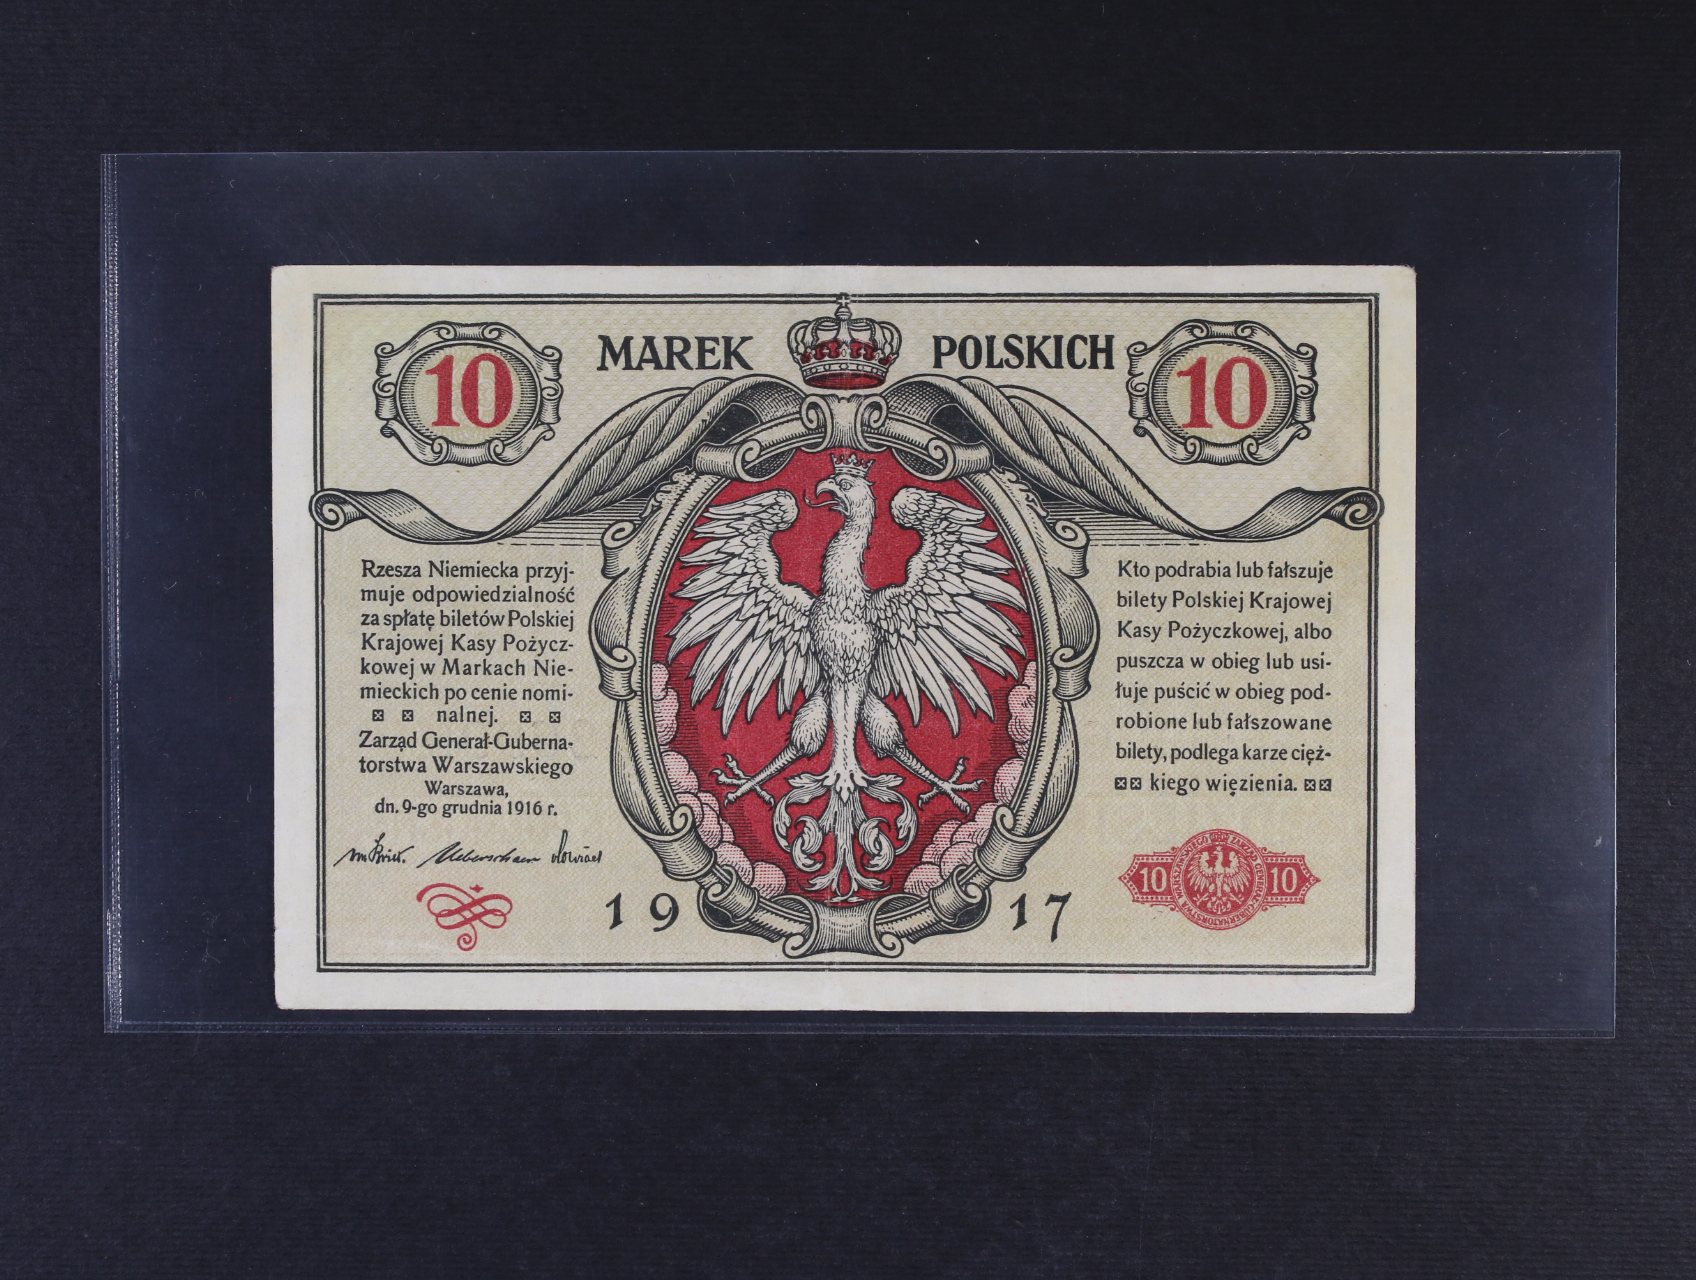 10 MAREK POLSKICH 10
Rzesza Niemiecka przyj-
muje odpowiedzialność
za spłatę biletów Polskiej
Krajowej Kasy Pożycz-
kowej w Markach Nie-
mieckich po cenie nomi-
nalnej.
Zarząd Generał-Guberna-
torstwa Warszawskiego
Warszawa,
dn. 9-go grudnia 1916 r.
Kto podrabia lub fałszuje
bilety Polskiej Krajowej
Kasy Pożyczkowej, albo
puszcza w obieg lub usi-
łuje puścić w obieg pod-
robione lub fałszowane
bilety, podlega karze cięż-
kiego więzienia.
19 17
10 10